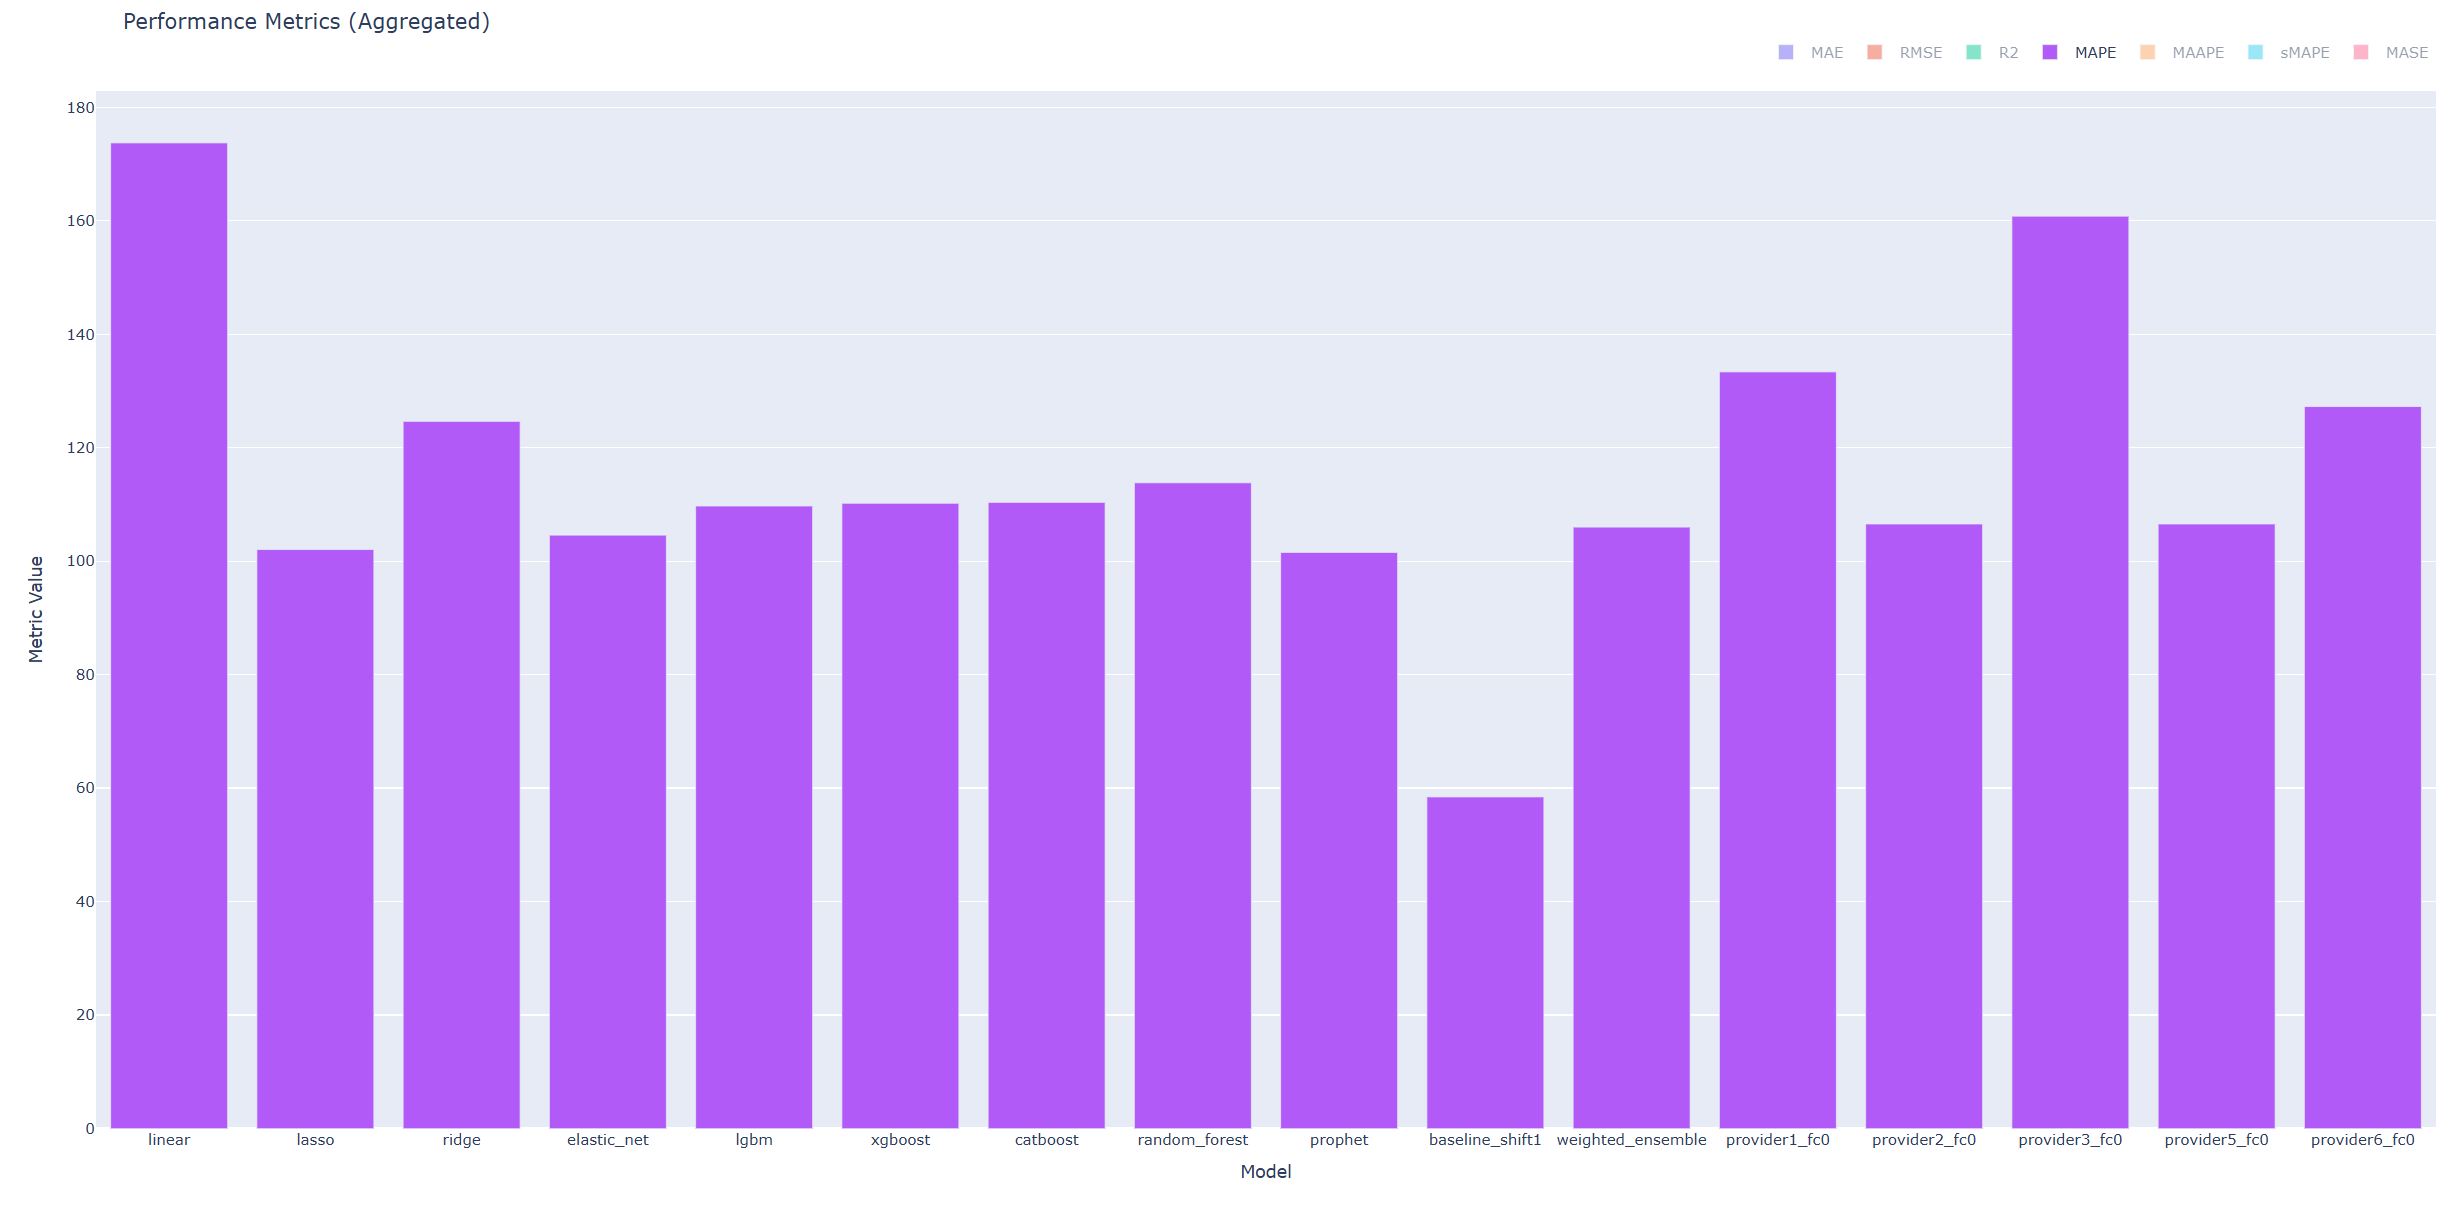 Performance Metrics (Aggregated)
MAE RMSE R2 MAPE MAAPE sMAPE MASE
180
160
140
120
100
80
60
40
20
0
Metric Value
linear lasso ridge elastic_net lgbm xgboost catboost random_forest prophet baseline_shift1 weighted_ensemble provider1_fc0 provider2_fc0 provider3_fc0 provider5_fc0 provider6_fc0
Model